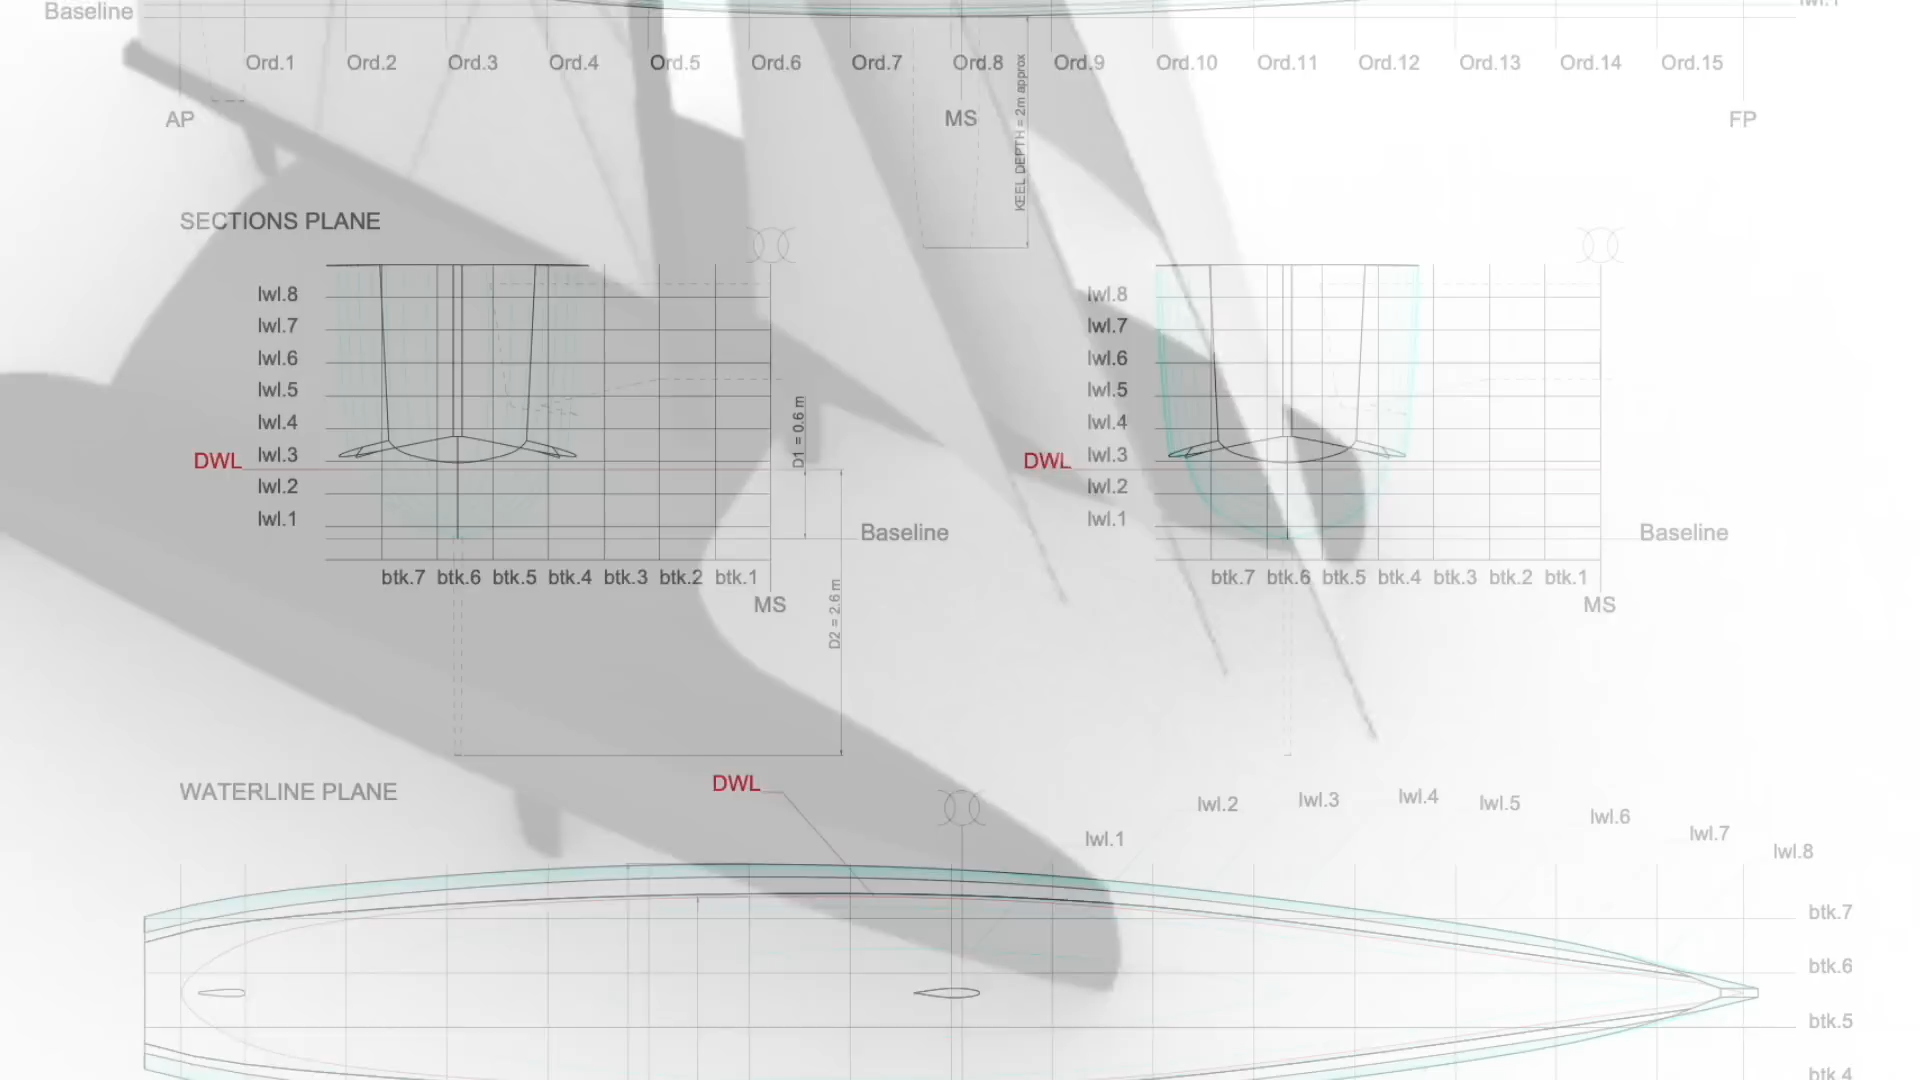 lwl.1
Baseline
Ord.1 Ord.2 Ord.3 Ord.4 Ord.5 Ord.6 Ord.7 Ord.8 Ord.9 Ord.10 Ord.11 Ord.12 Ord.13 Ord.14 Ord.15
AP MS FP
KEEL DEPTH = 2m approx
SECTIONS PLANE
lwl.8
lwl.7
lwl.6
lwl.5
lwl.4
lwl.3
DWL
lwl.2
lwl.1
btk.7 btk.6 btk.5 btk.4 btk.3 btk.2 btk.1
MS
D1 = 0.6 m
D2 = 2.6 m
Baseline
lwl.8
lwl.7
lwl.6
lwl.5
lwl.4
lwl.3
DWL
lwl.2
lwl.1
btk.7 btk.6 btk.5 btk.4 btk.3 btk.2 btk.1
MS
Baseline
WATERLINE PLANE
DWL
lwl.1
lwl.2
lwl.3
lwl.4
lwl.5
lwl.6
lwl.7
lwl.8
btk.7
btk.6
btk.5
btk.4